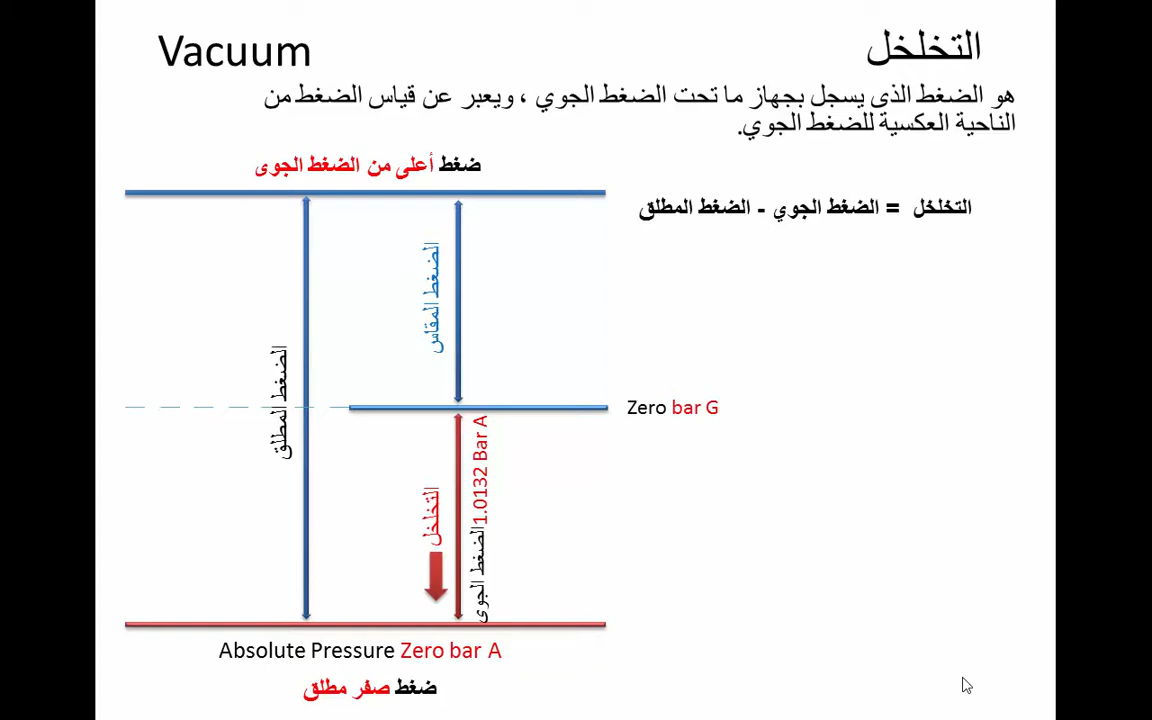 Vacuum
التخلخل
هو الضغط الذى يسجل بجهاز ما تحت الضغط الجوي ، ويعبر عن قياس الضغط من
الناحية العكسية للضغط الجوي.
ضغط أعلى من الضغط الجوى
التخلخل = الضغط الجوي - الضغط المطلق
الضغط المقاس
الضغط المطلق
Zero bar G
التخلخل
الضغط الجوى 1.0132 Bar A
Absolute Pressure Zero bar A
ضغط صفر مطلق